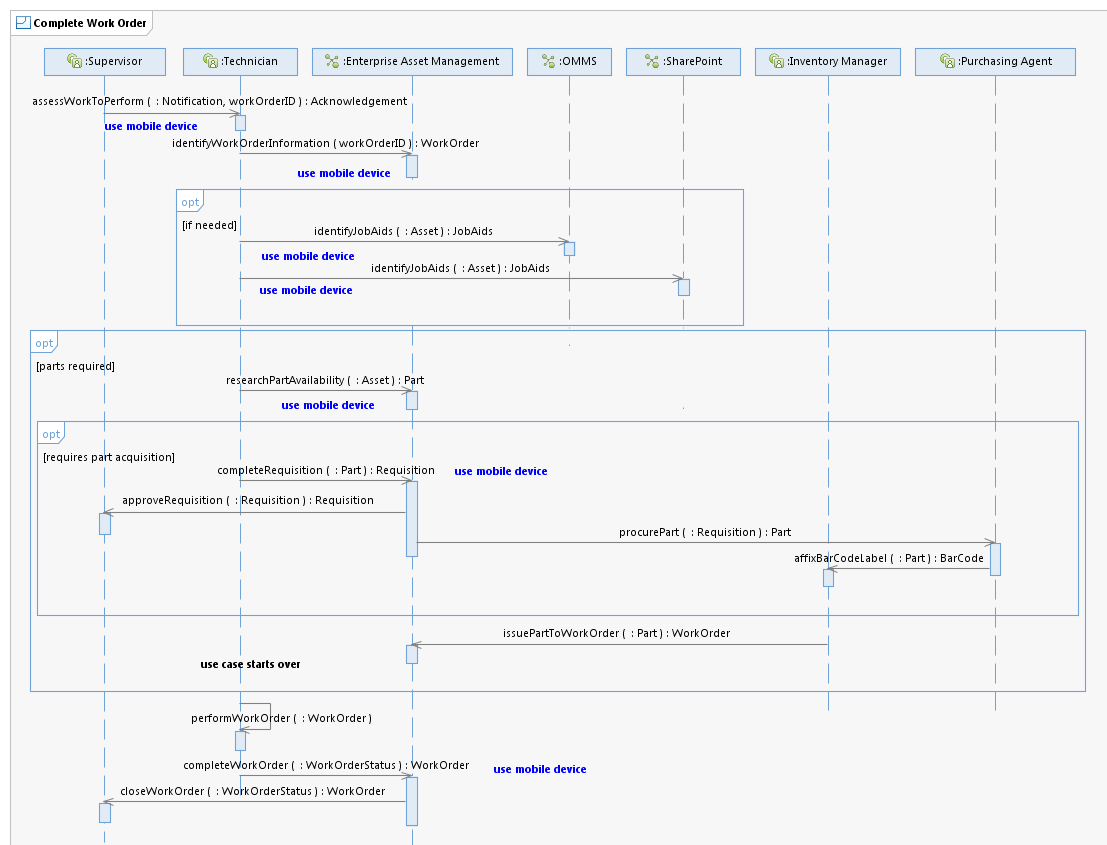 Complete Work Order
:Supervisor
:Technician
:Enterprise Asset Management
:OMMS
:SharePoint
:Inventory Manager
:Purchasing Agent
assessWorkToPerform ( : Notification, workOrderID ) : Acknowledgement
use mobile device
identifyWorkOrderInformation ( workOrderID ) : WorkOrder
use mobile device
opt
[if needed]
identifyJobAids ( : Asset ) : JobAids
use mobile device
identifyJobAids ( : Asset ) : JobAids
use mobile device
opt
[parts required]
researchPartAvailability ( : Asset ) : Part
use mobile device
opt
[requires part acquisition]
completeRequisition ( : Part ) : Requisition
use mobile device
approveRequisition ( : Requisition ) : Requisition
procurePart ( : Requisition ) : Part
affixBarCodeLabel ( : Part ) : BarCode
issuePartToWorkOrder ( : Part ) : WorkOrder
use case starts over
performWorkOrder ( : WorkOrder )
completeWorkOrder ( : WorkOrderStatus ) : WorkOrder
use mobile device
closeWorkOrder ( : WorkOrderStatus ) : WorkOrder